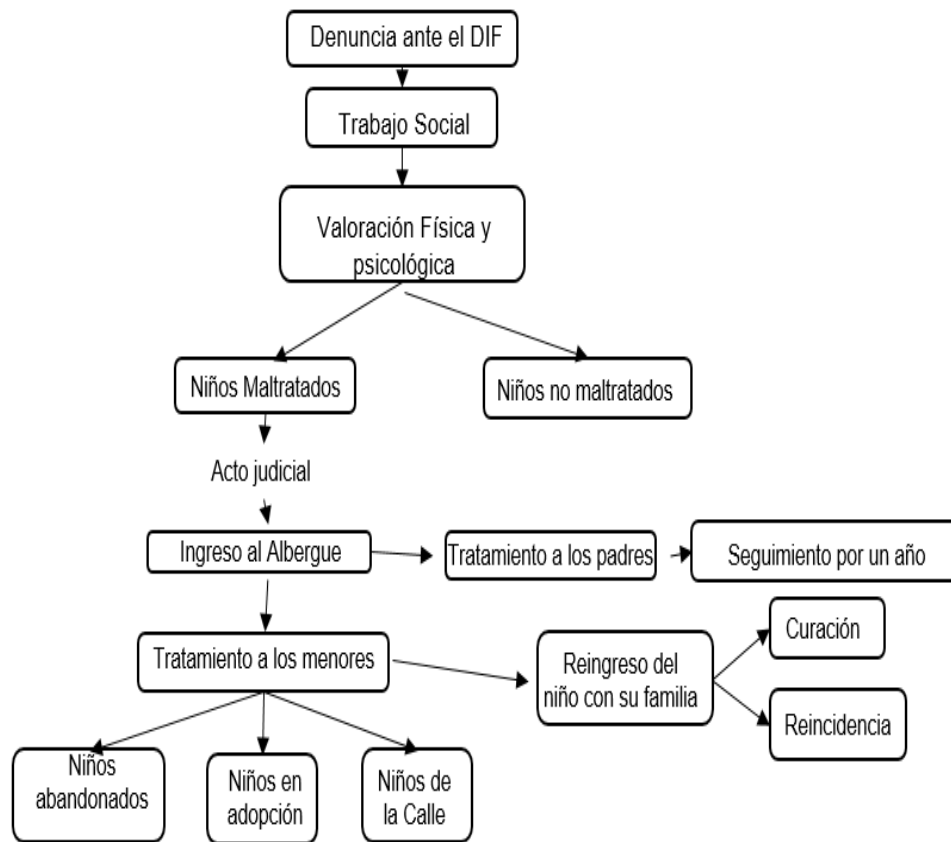 Denuncia ante el DIF
Trabajo Social
Valoración Física y
psicológica
Niños Maltratados
Niños no maltratados
Acto judicial
Ingreso al Albergue
Tratamiento a los padres
Seguimiento por un año
Tratamiento a los menores
Reingreso del
niño con su familia
Curación
Reincidencia
Niños
abandonados
Niños en
adopción
Niños de
la Calle